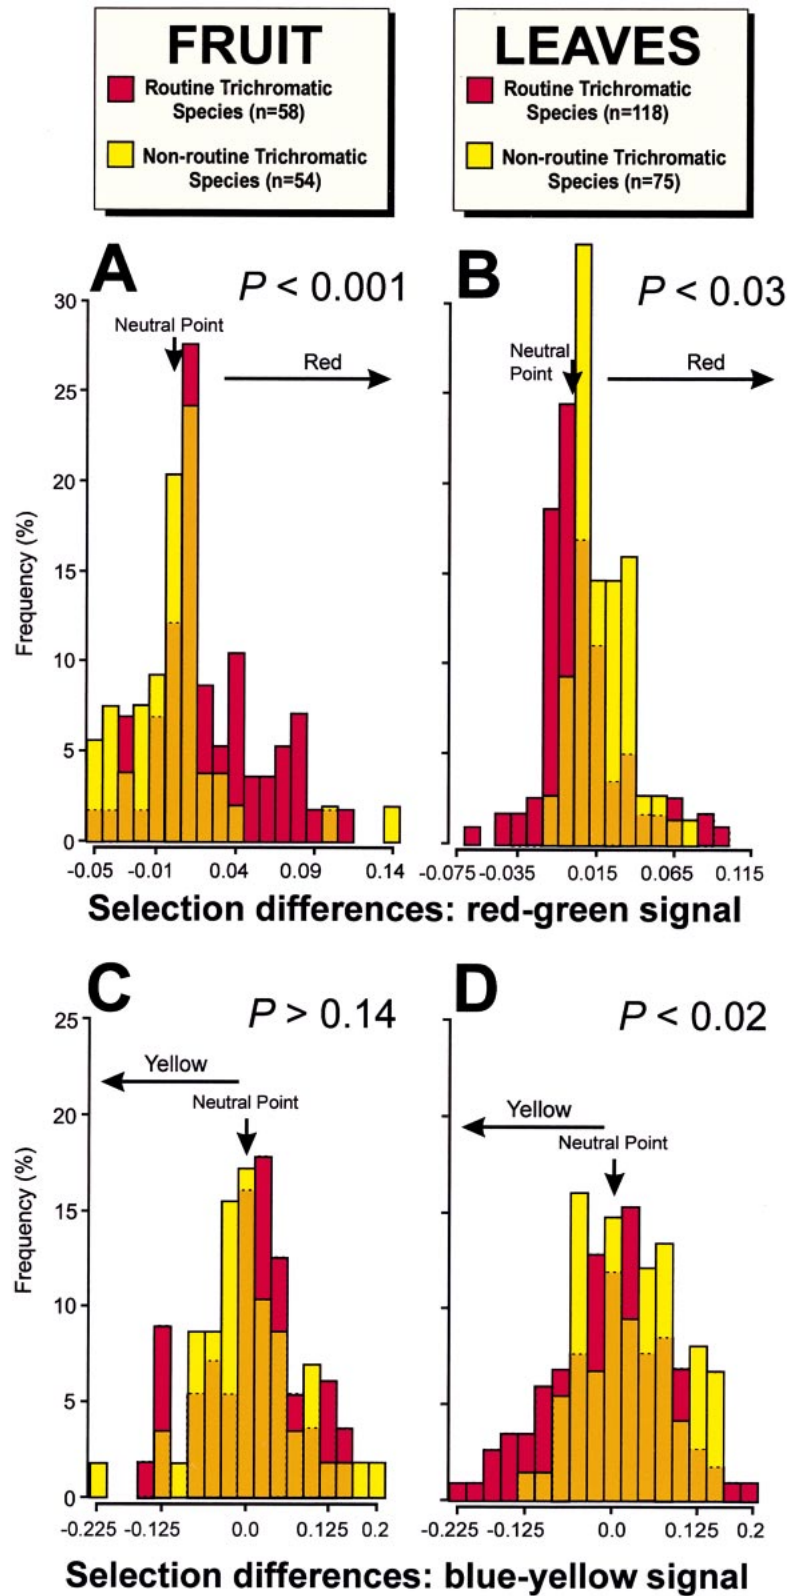 FRUIT
Routine Trichromatic
Species (n=58)
Non-routine Trichromatic
Species (n=54)
LEAVES
Routine Trichromatic
Species (n=118)
Non-routine Trichromatic
Species (n=75)
A
P < 0.001
Neutral Point
Red
30
25
20
15
10
5
0
Frequency (%)
-0.05 -0.01 0.04 0.09 0.14
B
P < 0.03
Neutral
Point
Red
-0.075 -0.035 0.015 0.065 0.115
Selection differences: red-green signal
C
P > 0.14
Yellow
Neutral Point
25
20
15
10
5
0
Frequency (%)
-0.225 -0.125 0.0 0.125 0.2
D
P < 0.02
Yellow
Neutral Point
-0.225 -0.125 0.0 0.125 0.2
Selection differences: blue-yellow signal